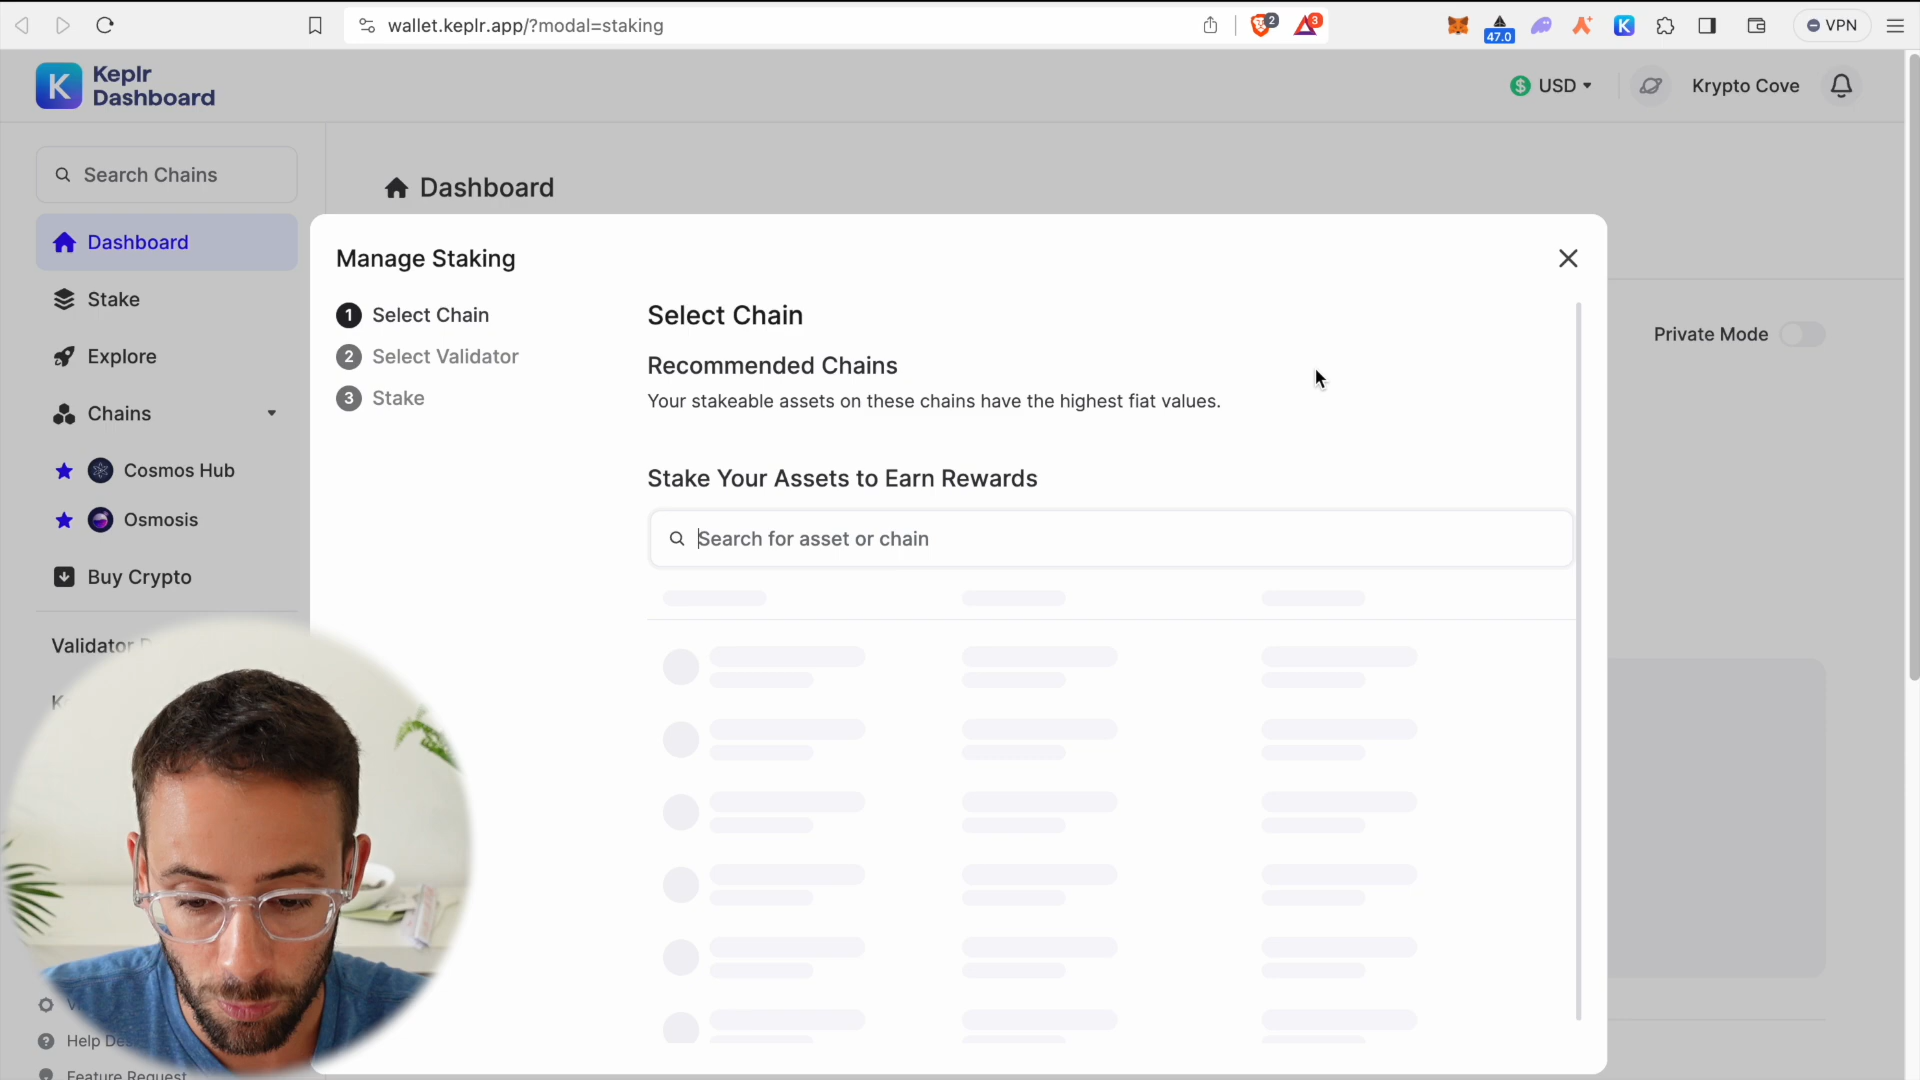 wallet.keplr.app/?modal=staking
2
3
47.0
VPN
Keplr
Dashboard
USD
Krypto Cove
Search Chains
Dashboard
Dashboard
Stake
Explore
Chains
Cosmos Hub
Osmosis
Buy Crypto
Validator
Help
Feature Request
Private Mode
Manage Staking
1 Select Chain
2 Select Validator
3 Stake
Select Chain
Recommended Chains
Your stakeable assets on these chains have the highest fiat values.
Stake Your Assets to Earn Rewards
Search for asset or chain